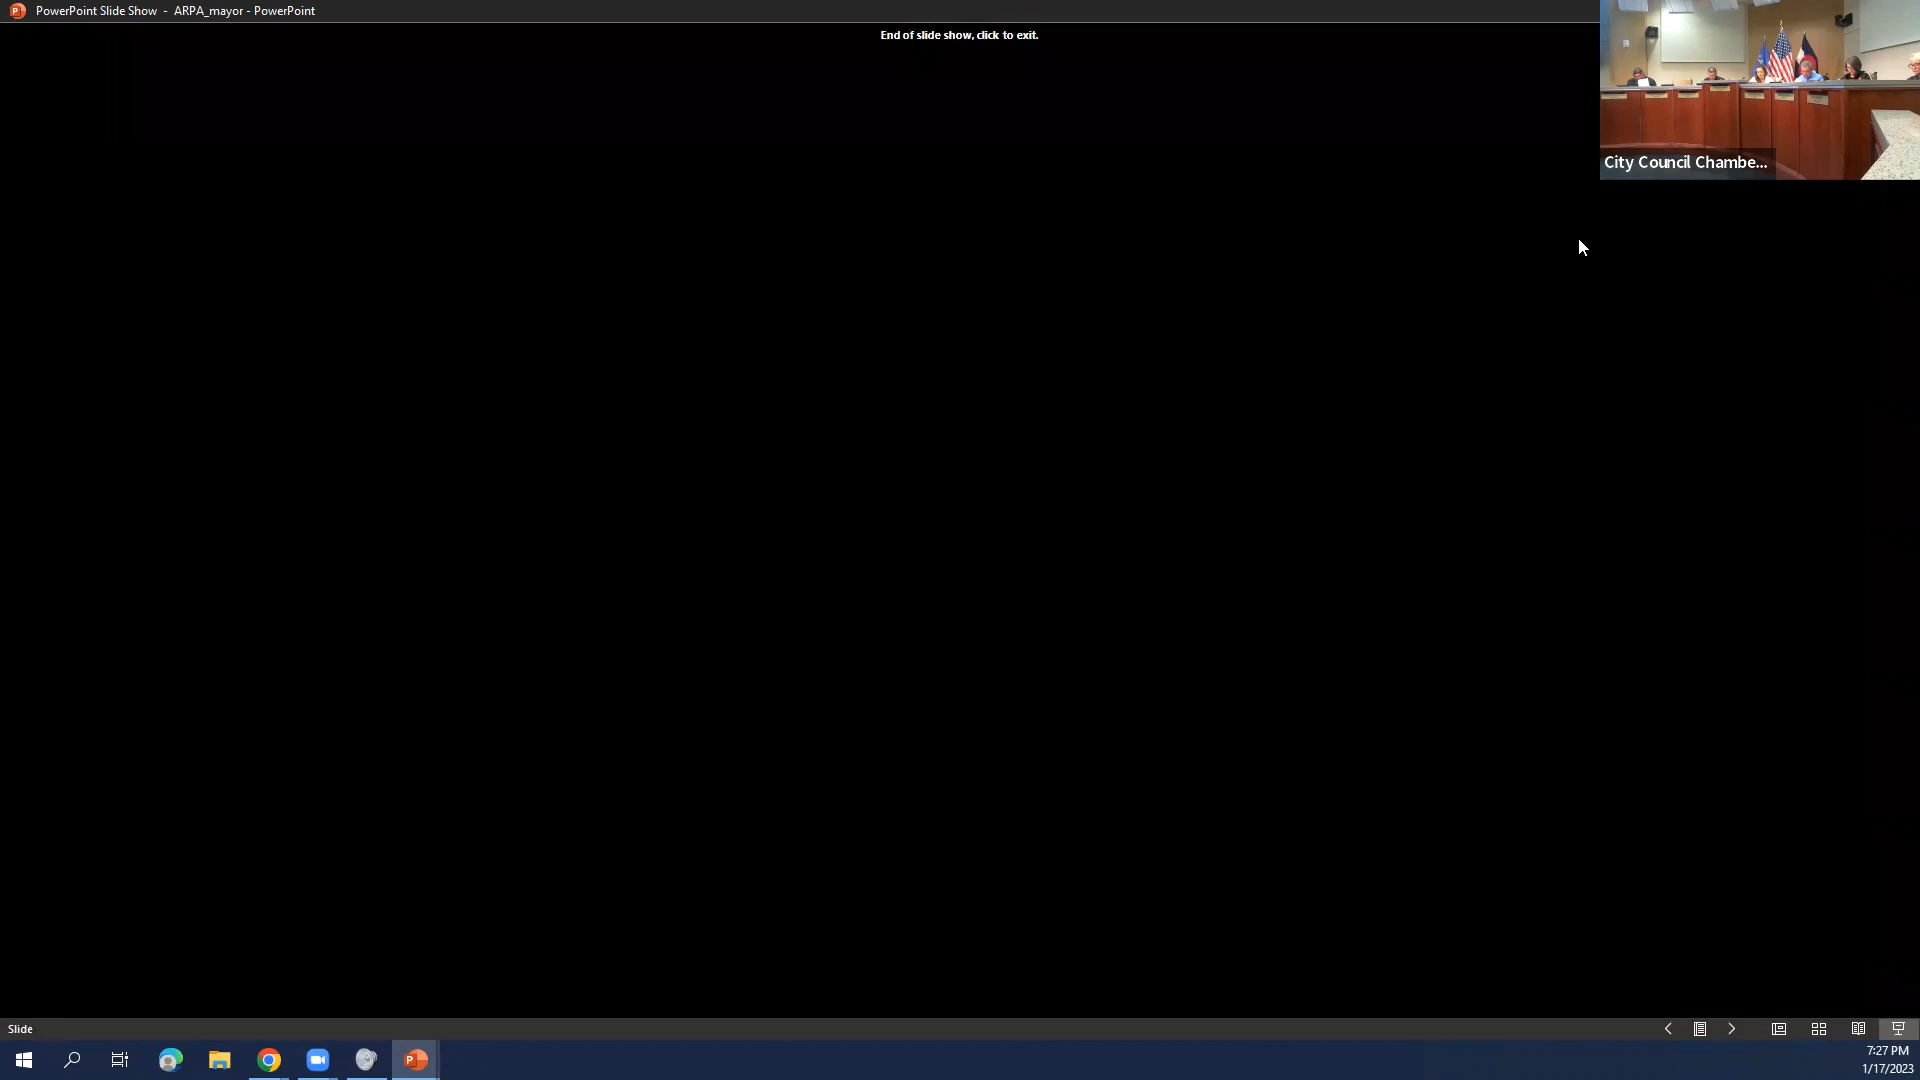 PowerPoint Slide Show - ARPA_mayor - PowerPoint
End of slide show, click to exit.
City Council Chambe...
Slide
7:27 PM
1/17/2023